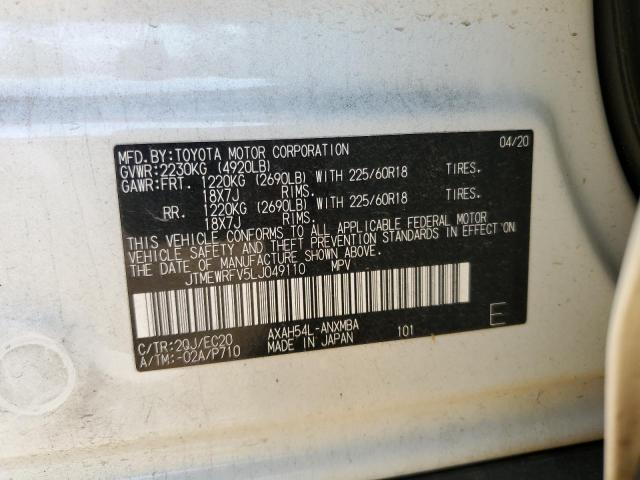 MFD. BY: TOYOTA MOTOR CORPORATION 04/20
GVWR: 2230KG (4920LB)
GAWR: FRT. 1220KG (2690LB) WITH 225/60R18 TIRES.
18X7J RIMS.
RR. 1220KG (2690LB) WITH 225/60R18 TIRES.
18X7J RIMS.
THIS VEHICLE CONFORMS TO ALL APPLICABLE FEDERAL MOTOR
VEHICLE SAFETY AND THEFT PREVENTION STANDARDS IN EFFECT ON
THE DATE OF MANUFACTURE SHOWN ABOVE.
JTMEWRFV5LJ049110 MPV
C/TR: 2QJ/EC20 AXAH54L-ANXMBA E
A/TM: -02A/P710 MADE IN JAPAN 101